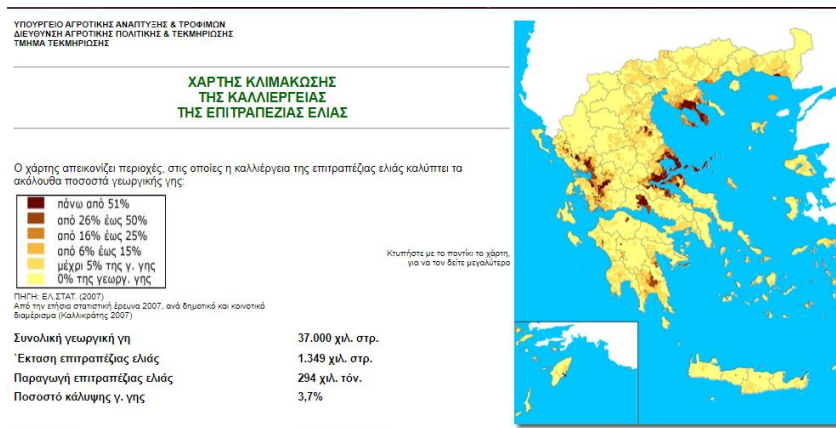 ΥΠΟΥΡΓΕΙΟ ΑΓΡΟΤΙΚΗΣ ΑΝΑΠΤΥΞΗΣ & ΤΡΟΦΙΜΩΝ
ΔΙΕΥΘΥΝΣΗ ΑΓΡΟΤΙΚΗΣ ΠΟΛΙΤΙΚΗΣ & ΤΕΚΜΗΡΙΩΣΗΣ
ΤΜΗΜΑ ΤΕΚΜΗΡΙΩΣΗΣ
ΧΑΡΤΗΣ ΚΛΙΜΑΚΩΣΗΣ
ΤΗΣ ΚΑΛΛΙΕΡΓΕΙΑΣ
ΤΗΣ ΕΠΙΤΡΑΠΕΖΙΑΣ ΕΛΙΑΣ
Ο χάρτης απεικονίζει περιοχές, στις οποίες η καλλιέργεια της επιτραπέζιας ελιάς καλύπτει τα
ακόλουθα ποσοστά γεωργικής γης:
πάνω από 51%
από 26% έως 50%
από 16% έως 25%
από 6% έως 15%
μέχρι 5% της γ. γης
0% της γεωργ. γης
Κτυπήστε με το ποντίκι το χάρτη,
για να τον δείτε μεγαλύτερο
ΠΗΓΗ: ΕΛ.ΣΤΑΤ. (2007)
Από την ετήσια στατιστική έρευνα 2007, ανά δημοτικό και κοινοτικό
διαμέρισμα (Καλλικράτης 2007)
Συνολική γεωργική γη 37.000 χιλ. στρ.
Έκταση επιτραπέζιας ελιάς 1.349 χιλ. στρ.
Παραγωγή επιτραπέζιας ελιάς 294 χιλ. τόν.
Ποσοστό κάλυψης γ. γης 3,7%